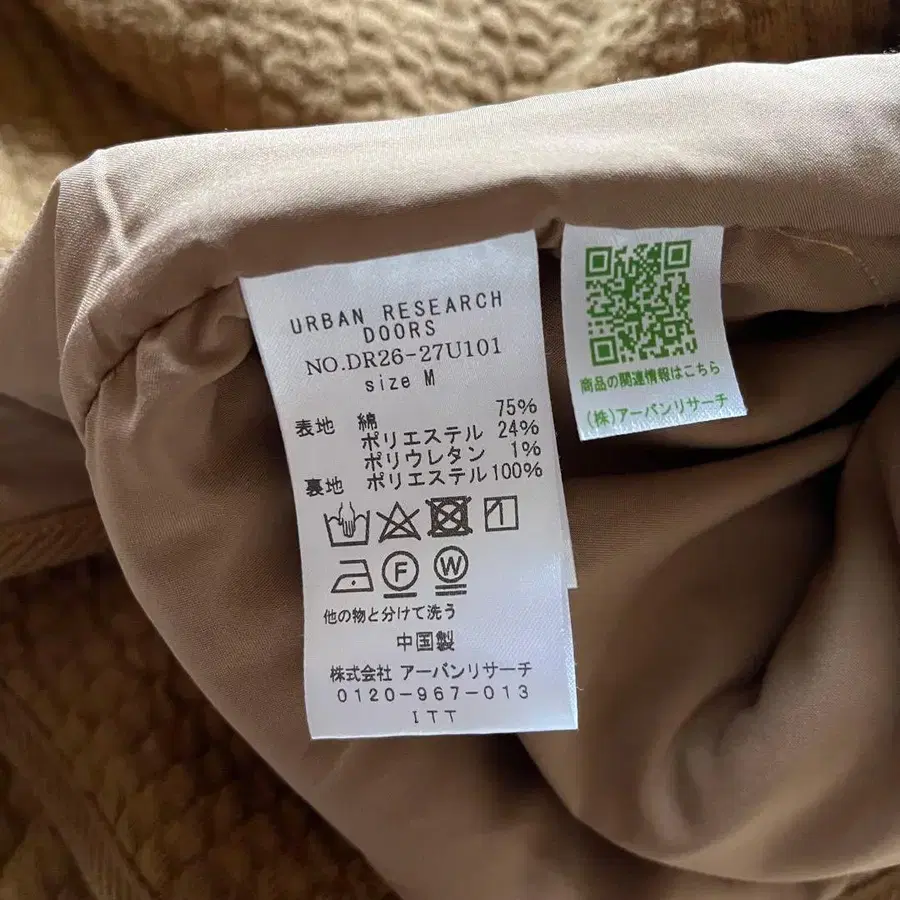 URBAN RESEARCH
DOORS
NO.DR26-27U101
size M
表地 綿 75%
ポリエステル 24%
ポリウレタン 1%
裏地 ポリエステル 100%
F W
他の物と分けて洗う
中国製
株式会社 アーバンリサーチ
0120-967-013
ITT
商品の関連情報はこちら
(株)アーバンリサーチ